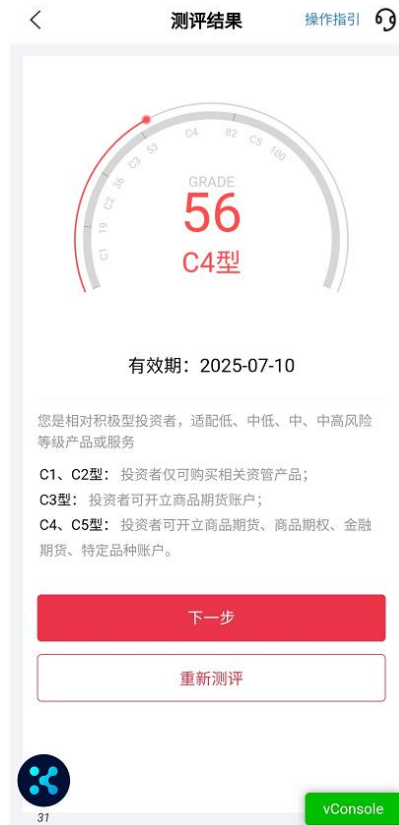 测评结果
操作指引
C1
19
C2
36
C3
53
C4
82
C5
100
GRADE
56
C4型
有效期：2025-07-10
您是相对积极型投资者，适配低、中低、中、中高风险
等级产品或服务
C1、C2型：投资者仅可购买相关资管产品；
C3型：投资者可开立商品期货账户；
C4、C5型：投资者可开立商品期货、商品期权、金融
期货、特定品种账户。
下一步
重新测评
31
vConsole